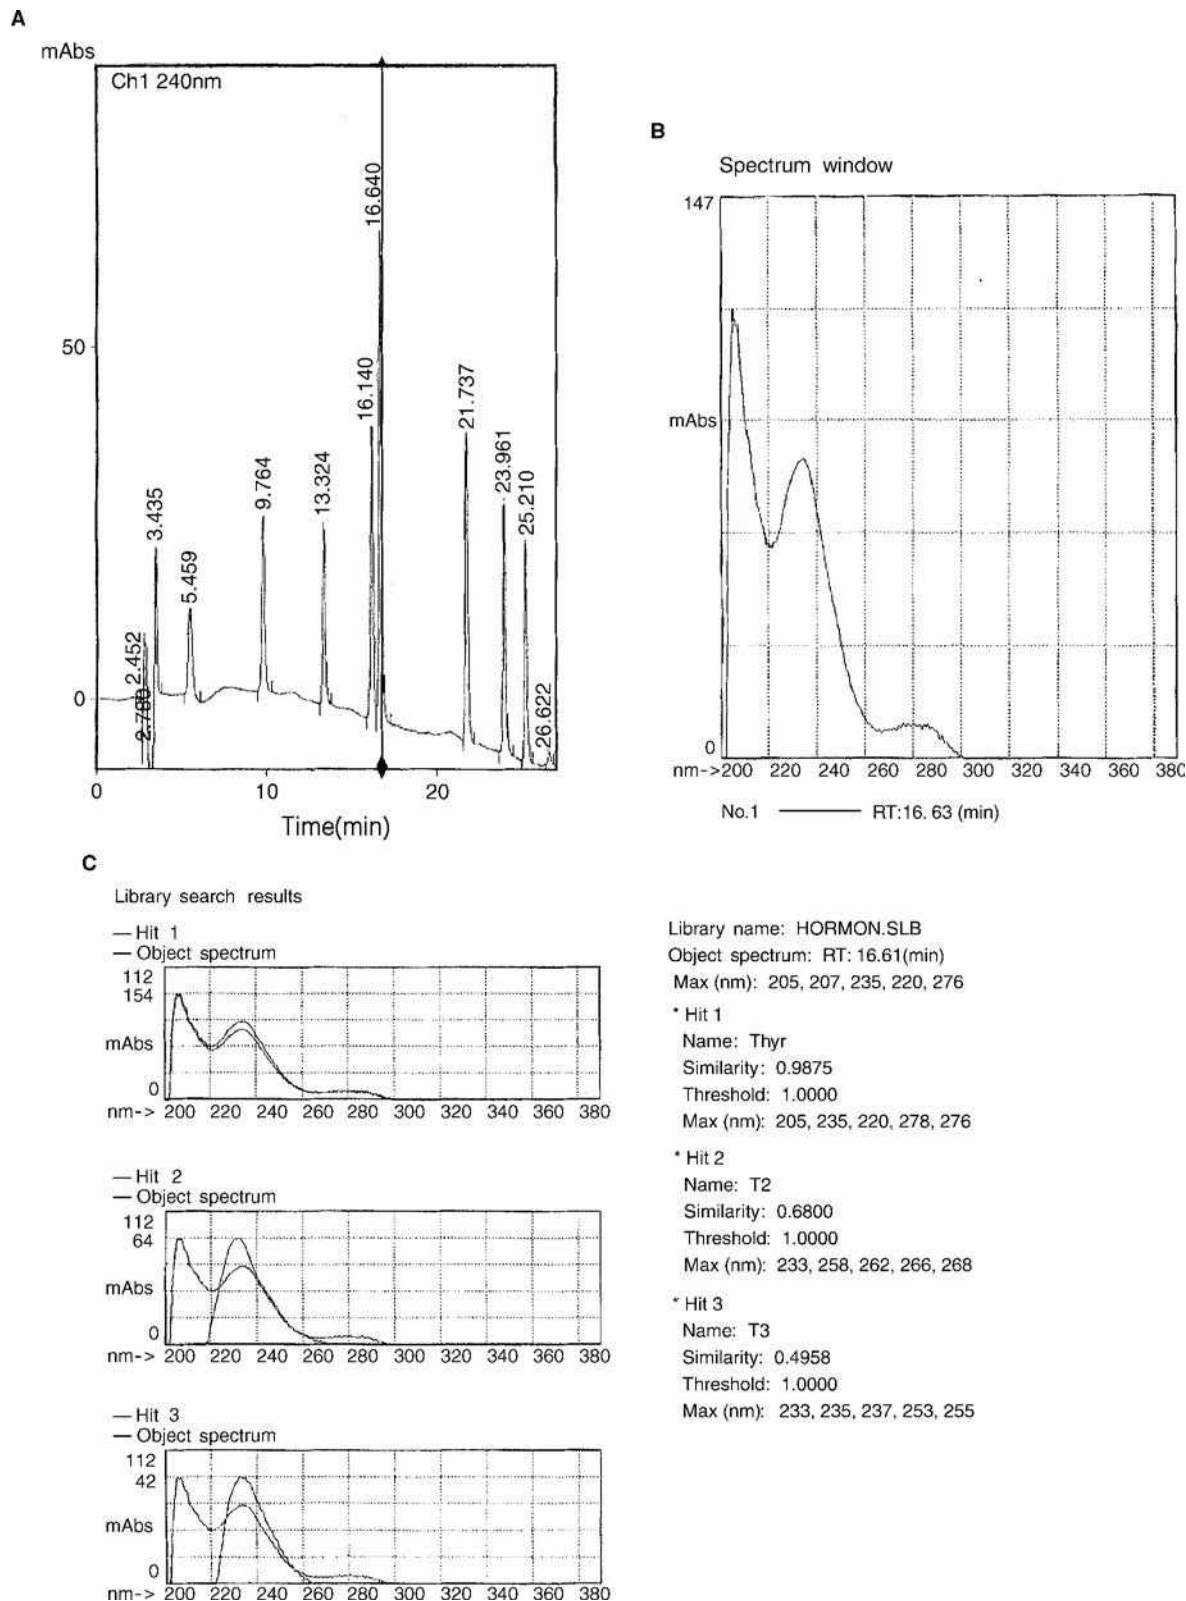 A
mAbs
Ch1 240nm
50
0
2.452
2.780
3.435
5.459
9.764
13.324
16.140
16.640
21.737
23.961
25.210
26.622
0 10 20
Time(min)
B
Spectrum window
147
mAbs
0
nm-> 200 220 240 260 280 300 320 340 360 380
No.1 RT:16. 63 (min)
C
Library search results
— Hit 1
— Object spectrum
112
154
mAbs
0
nm-> 200 220 240 260 280 300 320 340 360 380
— Hit 2
— Object spectrum
112
64
mAbs
0
nm-> 200 220 240 260 280 300 320 340 360 380
— Hit 3
— Object spectrum
112
42
mAbs
0
nm-> 200 220 240 260 280 300 320 340 360 380
Library name: HORMON.SLB
Object spectrum: RT: 16.61(min)
Max (nm): 205, 207, 235, 220, 276
* Hit 1
Name: Thyr
Similarity: 0.9875
Threshold: 1.0000
Max (nm): 205, 235, 220, 278, 276
* Hit 2
Name: T2
Similarity: 0.6800
Threshold: 1.0000
Max (nm): 233, 258, 262, 266, 268
* Hit 3
Name: T3
Similarity: 0.4958
Threshold: 1.0000
Max (nm): 233, 235, 237, 253, 255